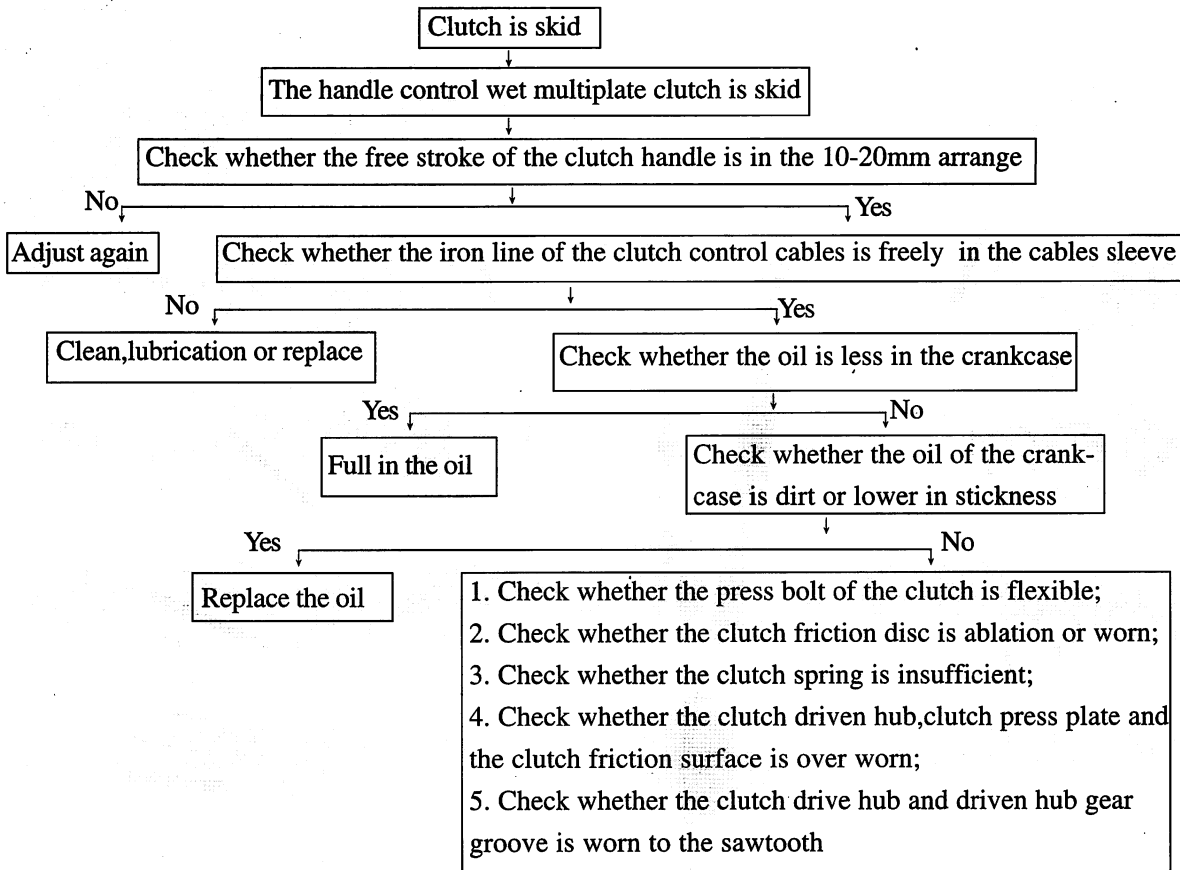 Clutch is skid
The handle control wet multiplate clutch is skid
Check whether the free stroke of the clutch handle is in the 10-20mm arrange
No
Yes
Adjust again
Check whether the iron line of the clutch control cables is freely in the cables sleeve
No
Yes
Clean,lubrication or replace
Check whether the oil is less in the crankcase
Yes
No
Full in the oil
Check whether the oil of the crank-
case is dirt or lower in stickness
Yes
No
Replace the oil
1. Check whether the press bolt of the clutch is flexible;
2. Check whether the clutch friction disc is ablation or worn;
3. Check whether the clutch spring is insufficient;
4. Check whether the clutch driven hub,clutch press plate and
the clutch friction surface is over worn;
5. Check whether the clutch drive hub and driven hub gear
groove is worn to the sawtooth